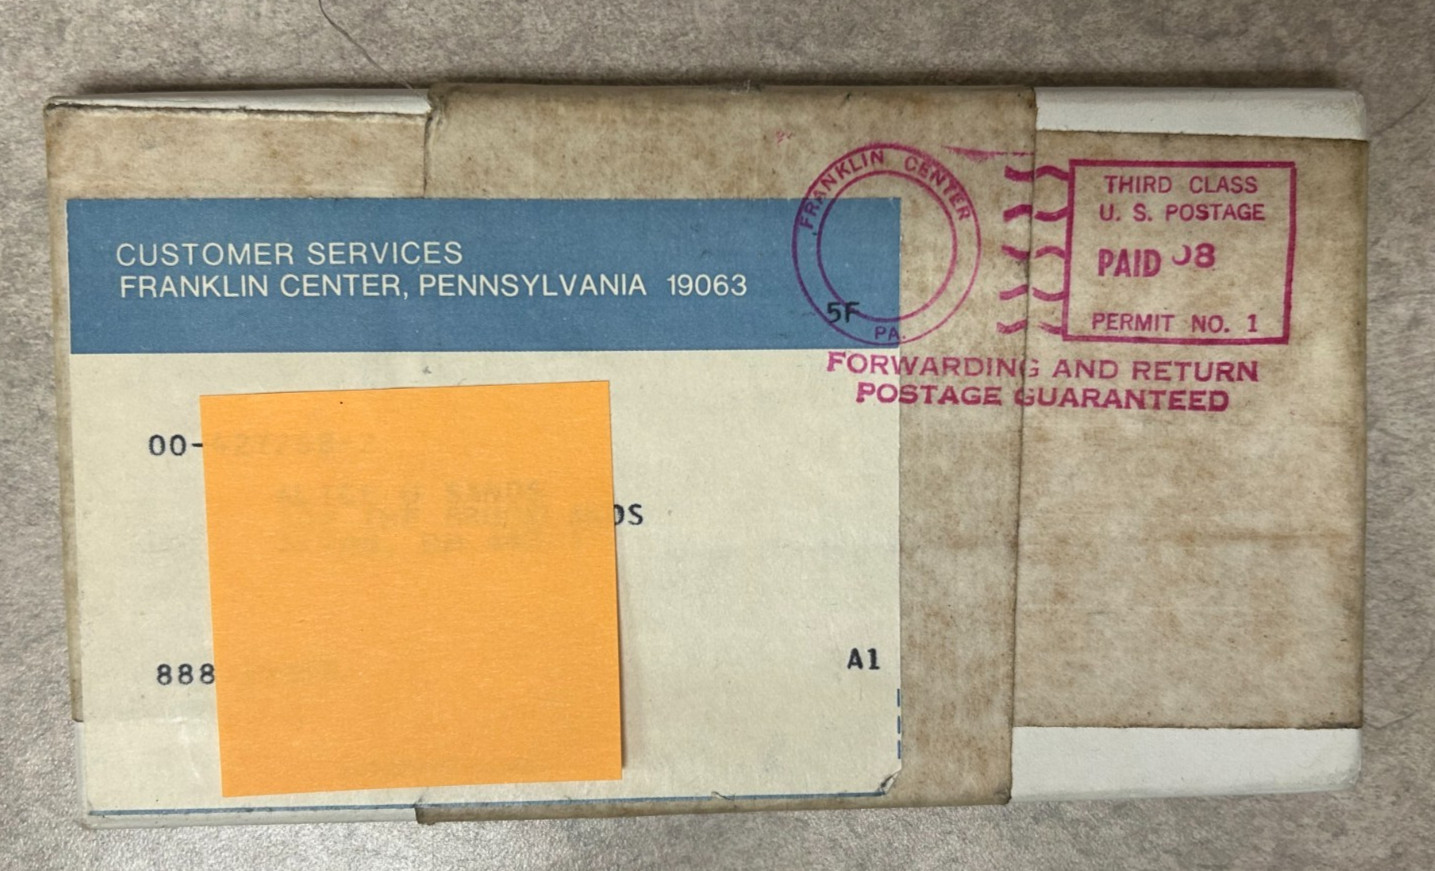 CUSTOMER SERVICES
FRANKLIN CENTER, PENNSYLVANIA 19063
FRANKLIN CENTER
PA.
5F
THIRD CLASS
U. S. POSTAGE
PAID
PERMIT NO. 1
FORWARDING AND RETURN
POSTAGE GUARANTEED
00-
888
A1